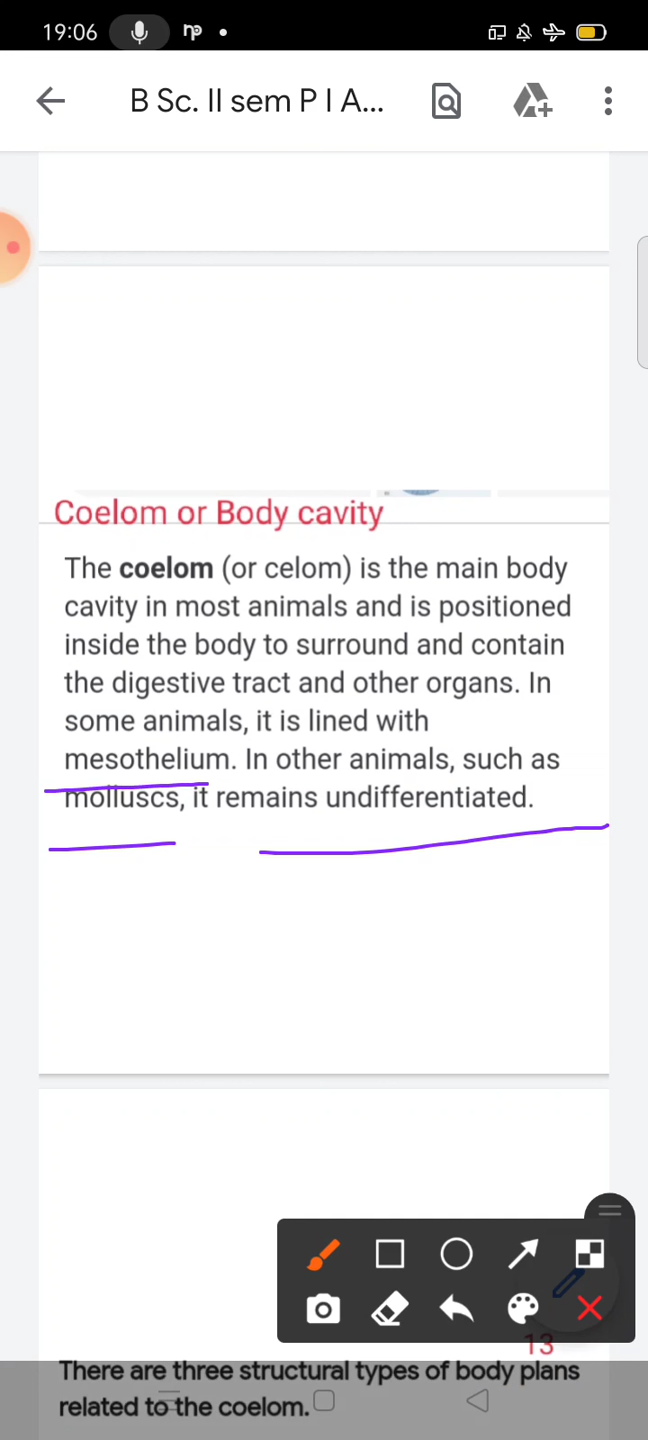 19:06
B Sc. II sem P I A...
Coelom or Body cavity
The coelom (or celom) is the main body
cavity in most animals and is positioned
inside the body to surround and contain
the digestive tract and other organs. In
some animals, it is lined with
mesothelium. In other animals, such as
molluscs, it remains undifferentiated.
13
There are three structural types of body plans
related to the coelom.